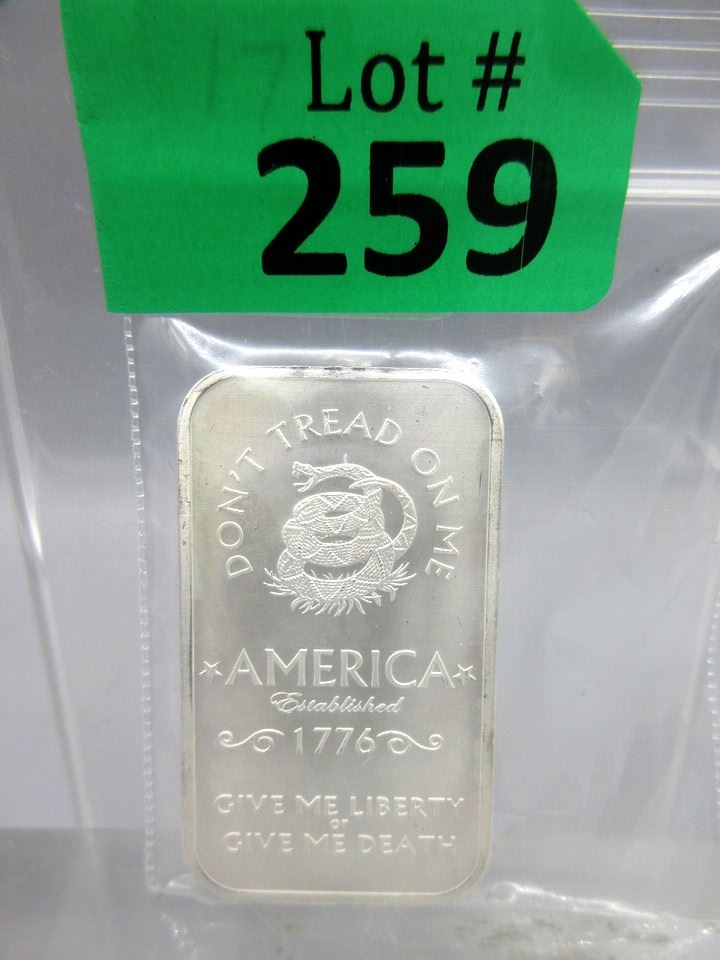 Lot #
259
DON'T TREAD ON ME
AMERICA
Established
1776
GIVE ME LIBERTY
or
GIVE ME DEATH